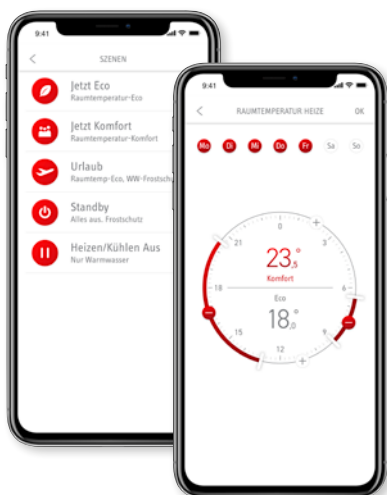 9:41
SZENEN
Jetzt Eco
Raumtemperatur-Eco
Jetzt Komfort
Raumtemperatur-Komfort
Urlaub
Raumtemp-Eco, WW-Frostschu
Standby
Alles aus. Frostschutz
Heizen/Kühlen Aus
Nur Warmwasser
9:41
RAUMTEMPERATUR HEIZE
OK
Mo Di Mi Do Fr Sa So
0
21 3
23,5°
Komfort
18 6
Eco
18,0°
15 9
12